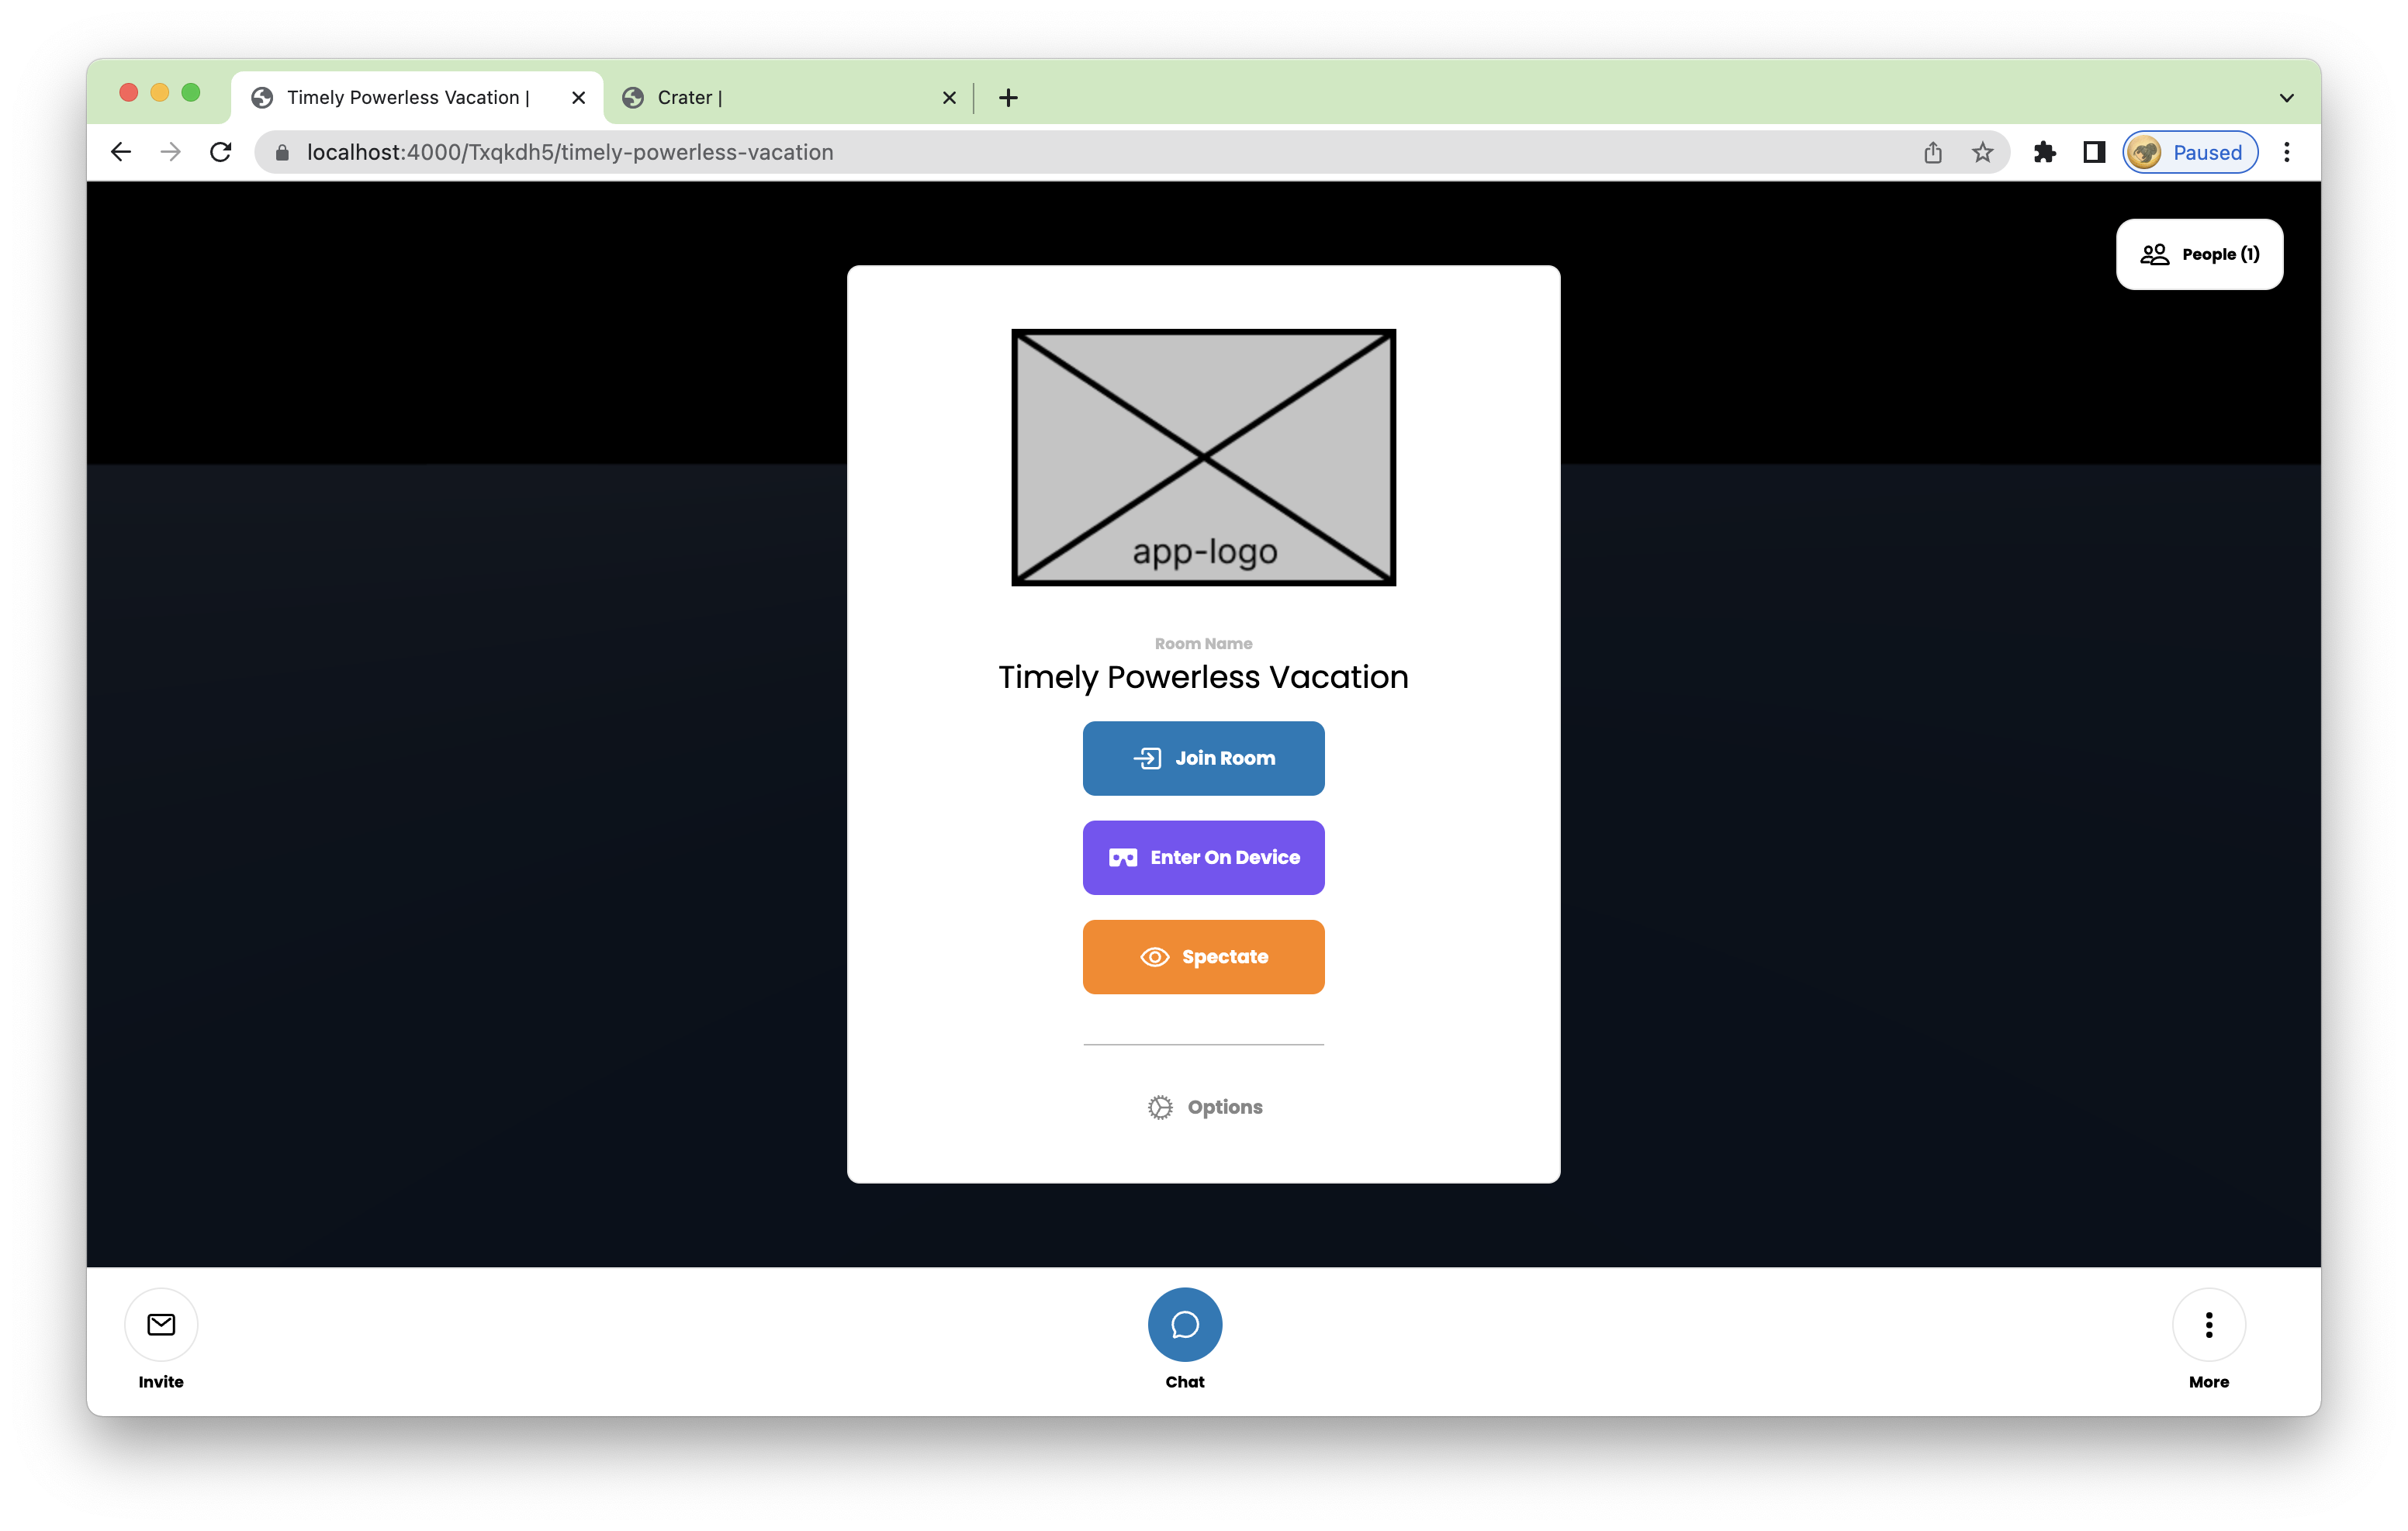 Timely Powerless Vacation |
Crater |
localhost:4000/Txqkdh5/timely-powerless-vacation
Paused
People (1)
app-logo
Room Name
Timely Powerless Vacation
Join Room
Enter On Device
Spectate
Options
Invite
Chat
More